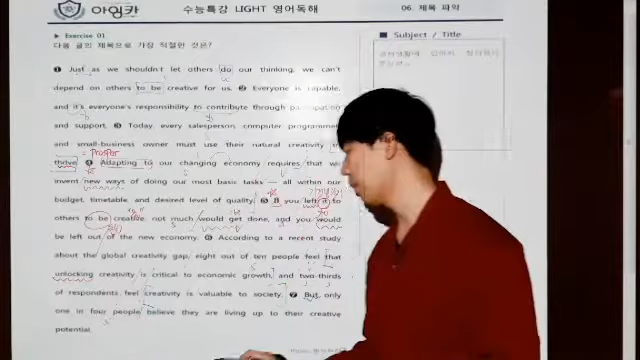 아잉카
수능특강 LIGHT 영어독해
06. 제목 파악
▶ Exercise 01
■ Subject / Title
다음 글의 제목으로 가장 적절한 것은?
❶ Just as we shouldn't let others do our thinking, we can't
depend on others to be creative for us. ❷ Everyone is capable,
and it's everyone's responsibility to contribute through participation
and support. ❸ Today every salesperson, computer programmer
and small-business owner must use their natural creativity
= Prosper
thrive. ❹ Adapting to our changing economy requires that we
invent new ways of doing our most basic tasks — all within our
budget, timetable and desired level of quality. ❺ If you left it to
others to be creative not much would get done, and you would
be left out of the new economy. ❻ According to a recent study
about the global creativity gap, eight out of ten people feel that
unlocking creativity is critical to economic growth, and two-thirds
of respondents feel creativity is valuable to society. ❼ But only
one in four people believe they are living up to their creative
potential.